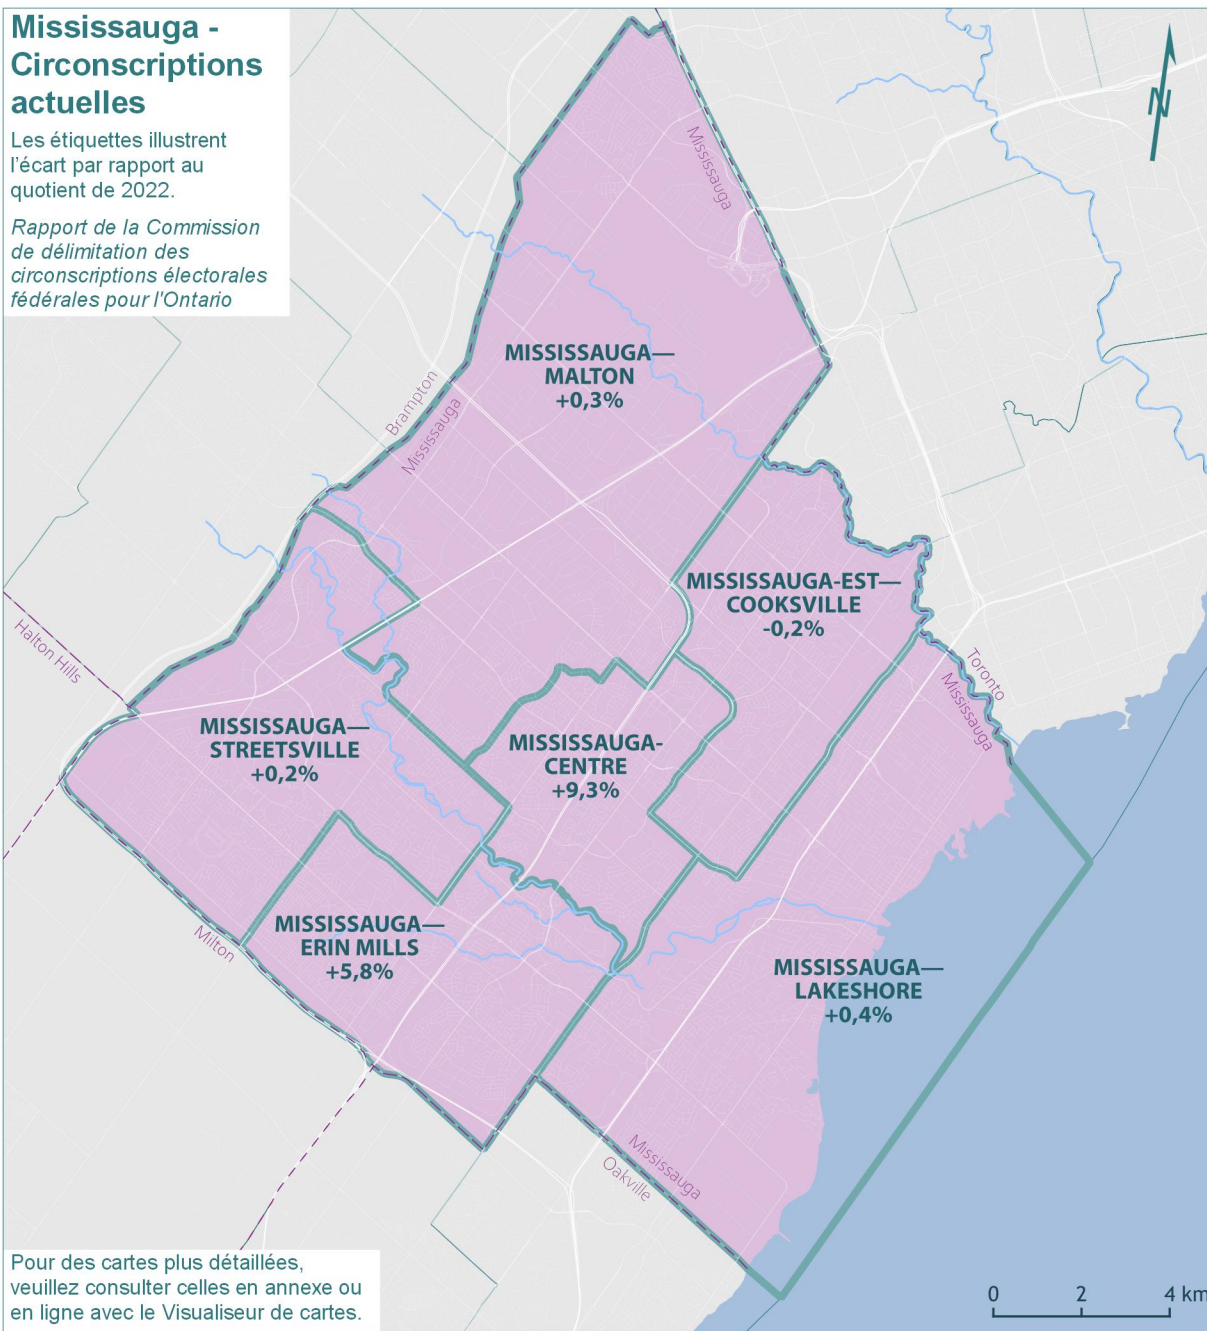 Mississauga -
Circonscriptions
actuelles
Les étiquettes illustrent
l'écart par rapport au
quotient de 2022.
Rapport de la Commission
de délimitation des
circonscriptions électorales
fédérales pour l'Ontario
N
Mississauga
MISSISSAUGA—
MALTON
+0,3%
Brampton
Mississauga
MISSISSAUGA-EST—
COOKSVILLE
-0,2%
Halton Hills
Toronto
Mississauga
MISSISSAUGA—
STREETSVILLE
+0,2%
MISSISSAUGA-
CENTRE
+9,3%
MISSISSAUGA—
ERIN MILLS
+5,8%
Milton
MISSISSAUGA—
LAKESHORE
+0,4%
Mississauga
Oakville
Pour des cartes plus détaillées,
veuillez consulter celles en annexe ou
en ligne avec le Visualiseur de cartes.
0 2 4 km